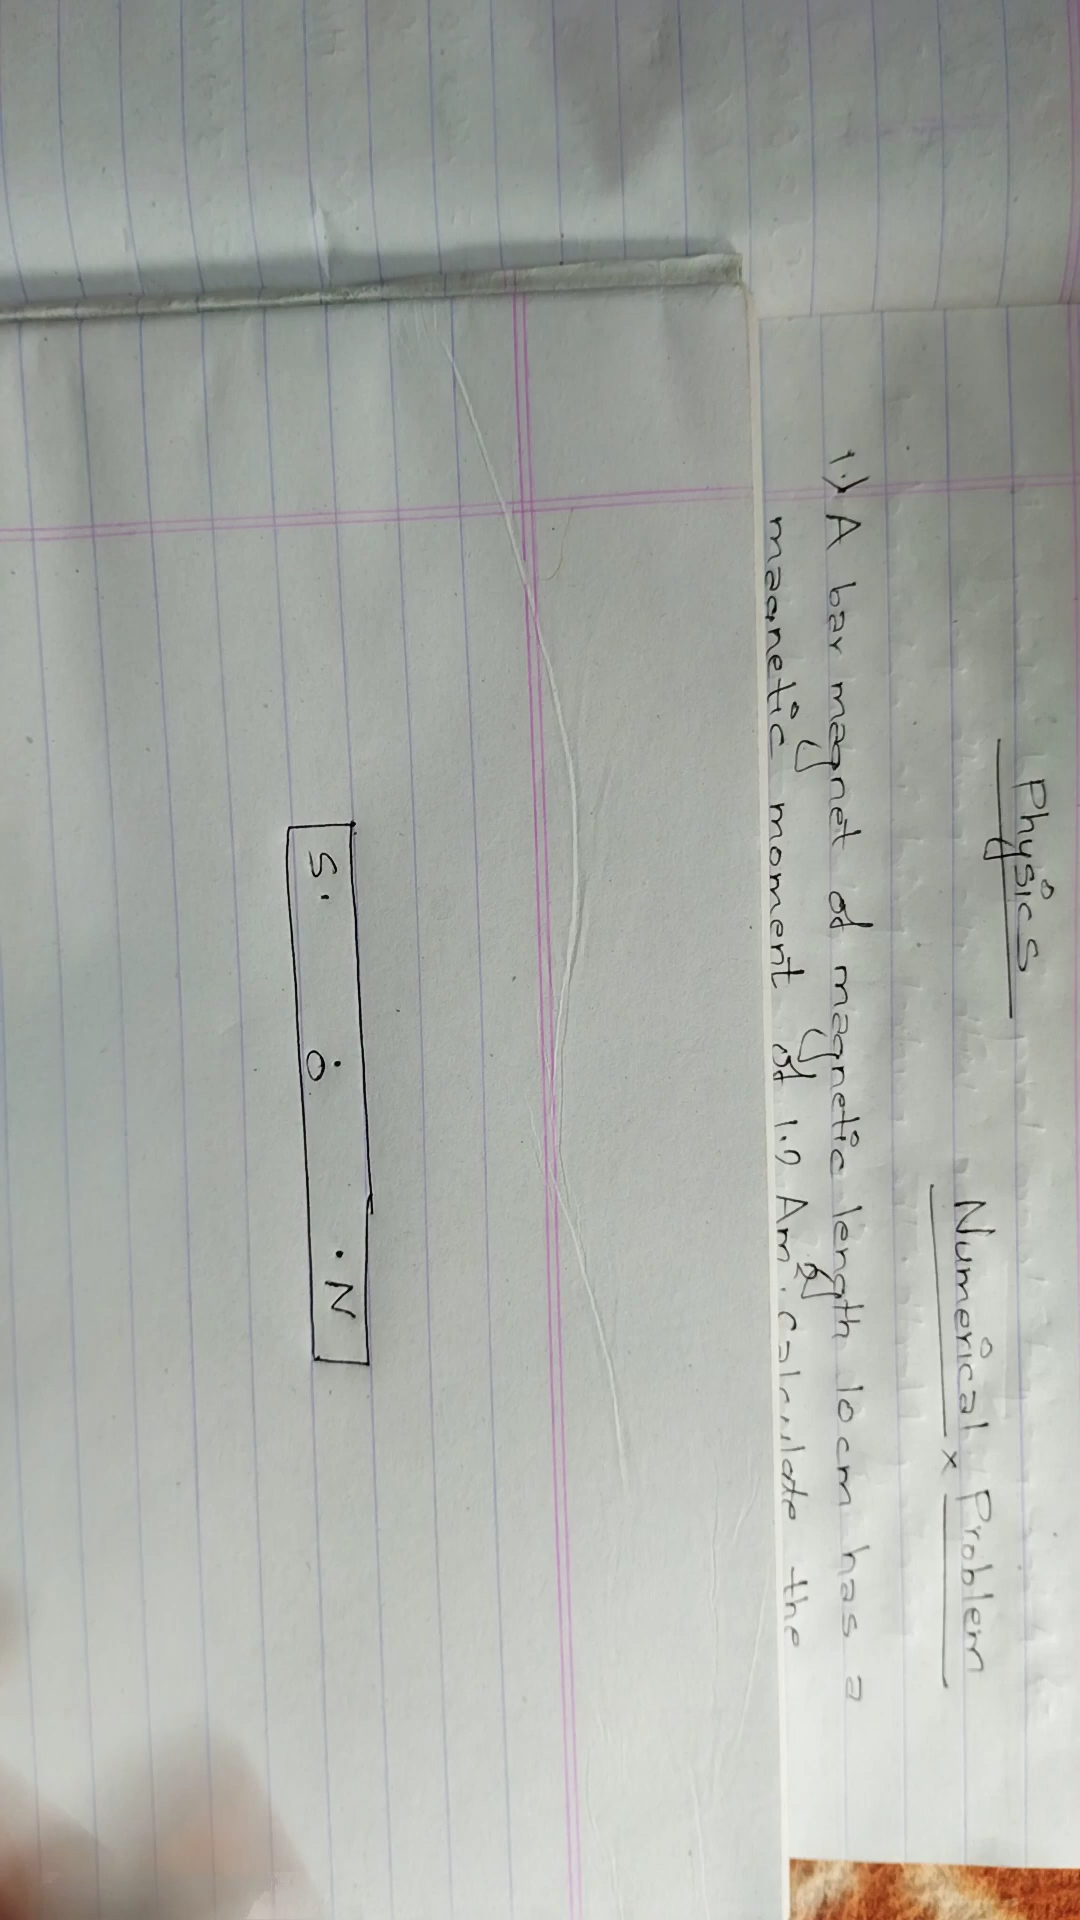 Physics
Numerical x Problem
1.) A bar magnet of magnetic length 10 cm has a
magnetic moment of 1.2 Am². calculate the
S. O . N